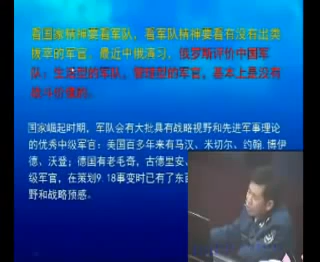 看国家精神要看军队，看军队精神要看有没有出类
拔萃的军官。最近中俄演习，俄罗斯评价中国军
队：生活型的军队，管理型的军官，基本上是没有
战斗价值的。
国家崛起时期，军队会有大批具有战略视野和先进军事理论
的优秀中级军官：美国百多年来有马汉、米切尔、约翰.博伊
德、沃登；德国有老毛奇，古德里安、
级军官，在策划9.18事变时已有了东
野和战略预感。